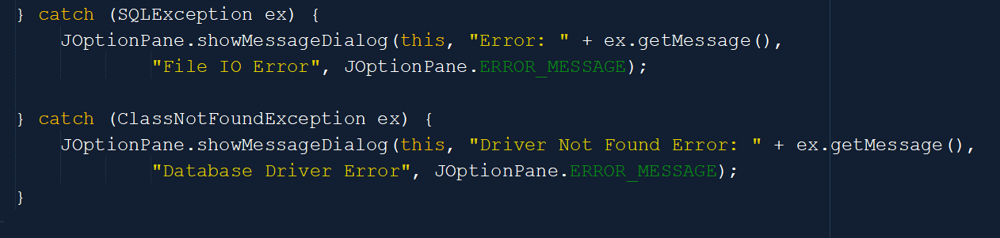 } catch (SQLException ex) {
JOptionPane.showMessageDialog(this, "Error: " + ex.getMessage(),
"File IO Error", JOptionPane.ERROR_MESSAGE);
} catch (ClassNotFoundException ex) {
JOptionPane.showMessageDialog(this, "Driver Not Found Error: " + ex.getMessage(),
"Database Driver Error", JOptionPane.ERROR_MESSAGE);
}